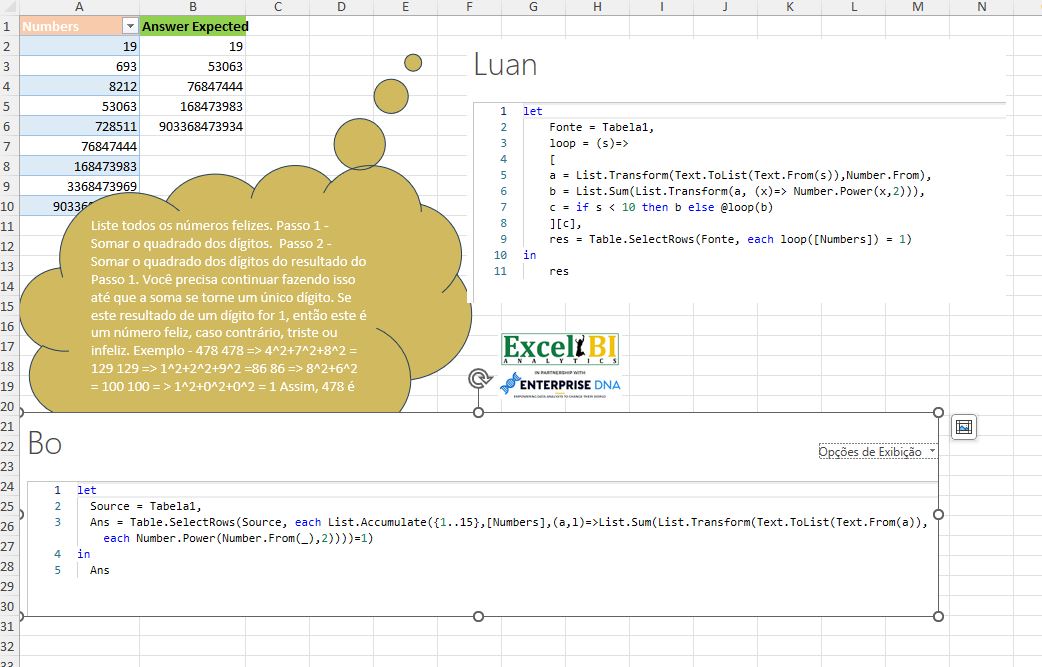 A B C D E F G H I J K L M N
1 Numbers Answer Expected
2 19 19
3 693 53063
4 8212 76847444
5 53063 168473983
6 728511 903368473934
7 76847444
8 168473983
9 3368473969
10
11
12
13
14
15
16
17
18
19
20
21
22
23
24
25
26
27
28
29
30
31
32
33
Liste todos os números felizes. Passo 1 -
Somar o quadrado dos dígitos. Passo 2 -
Somar o quadrado dos dígitos do resultado do
Passo 1. Você precisa continuar fazendo isso
até que a soma se torne um único dígito. Se
este resultado de um dígito for 1, então este é
um número feliz, caso contrário, triste ou
infeliz. Exemplo - 478 478 => 4^2+7^2+8^2 =
129 129 => 1^2+2^2+9^2 =86 86 => 8^2+6^2
= 100 100 = > 1^2+0^2+0^2 = 1 Assim, 478 é
Luan
1 let
2 Fonte = Tabela1,
3 loop = (s)=>
4 [
5 a = List.Transform(Text.ToList(Text.From(s)),Number.From),
6 b = List.Sum(List.Transform(a, (x)=> Number.Power(x,2))),
7 c = if s < 10 then b else @loop(b)
8 ][c],
9 res = Table.SelectRows(Fonte, each loop([Numbers]) = 1)
10 in
11 res
Excel BI
ANALYTICS
IN PARTNERSHIP WITH
ENTERPRISE DNA
EMPOWERING DATA ANALYSTS TO CHANGE THEIR WORLD
Bo
Opções de Exibição
1 let
2 Source = Tabela1,
3 Ans = Table.SelectRows(Source, each List.Accumulate({1..15},[Numbers],(a,l)=>List.Sum(List.Transform(Text.ToList(Text.From(a)),
each Number.Power(Number.From(_),2))))=1)
4 in
5 Ans